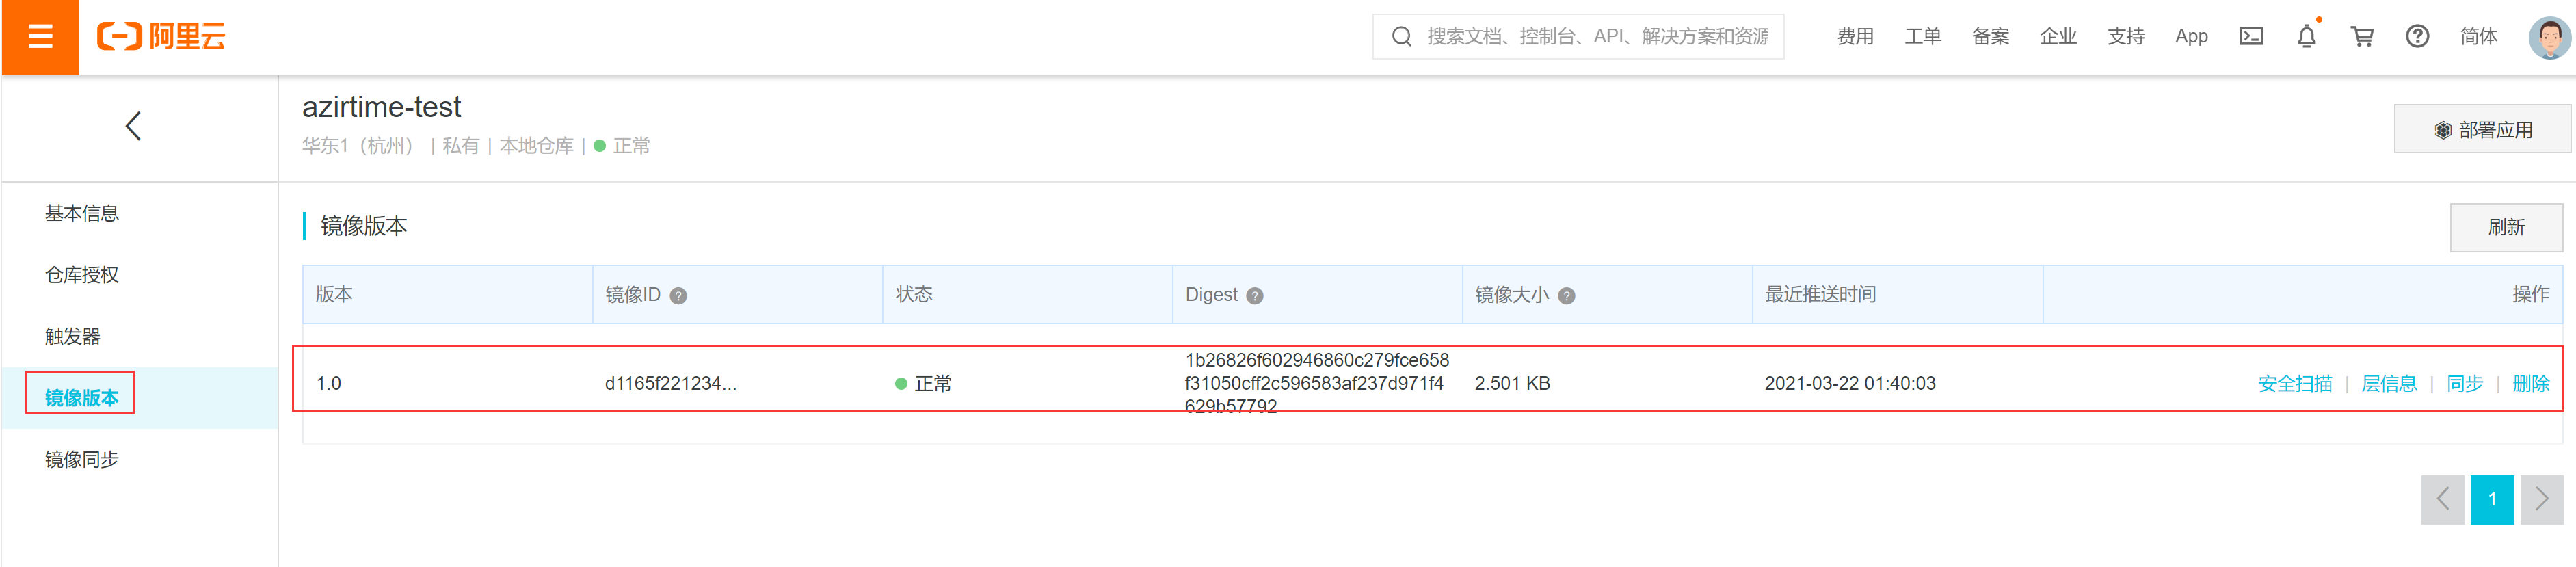 阿里云
搜索文档、控制台、API、解决方案和资源
费用 工单 备案 企业 支持 App 简体
azirtime-test
华东1（杭州） | 私有 | 本地仓库 | 正常
部署应用
基本信息
仓库授权
触发器
镜像版本
镜像同步
镜像版本
刷新
版本 镜像ID 状态 Digest 镜像大小 最近推送时间 操作
1.0 d1165f221234... 正常 1b26826f602946860c279fce658
f31050cff2c596583af237d971f4
629b57792
2.501 KB 2021-03-22 01:40:03 安全扫描 | 层信息 | 同步 | 删除
1